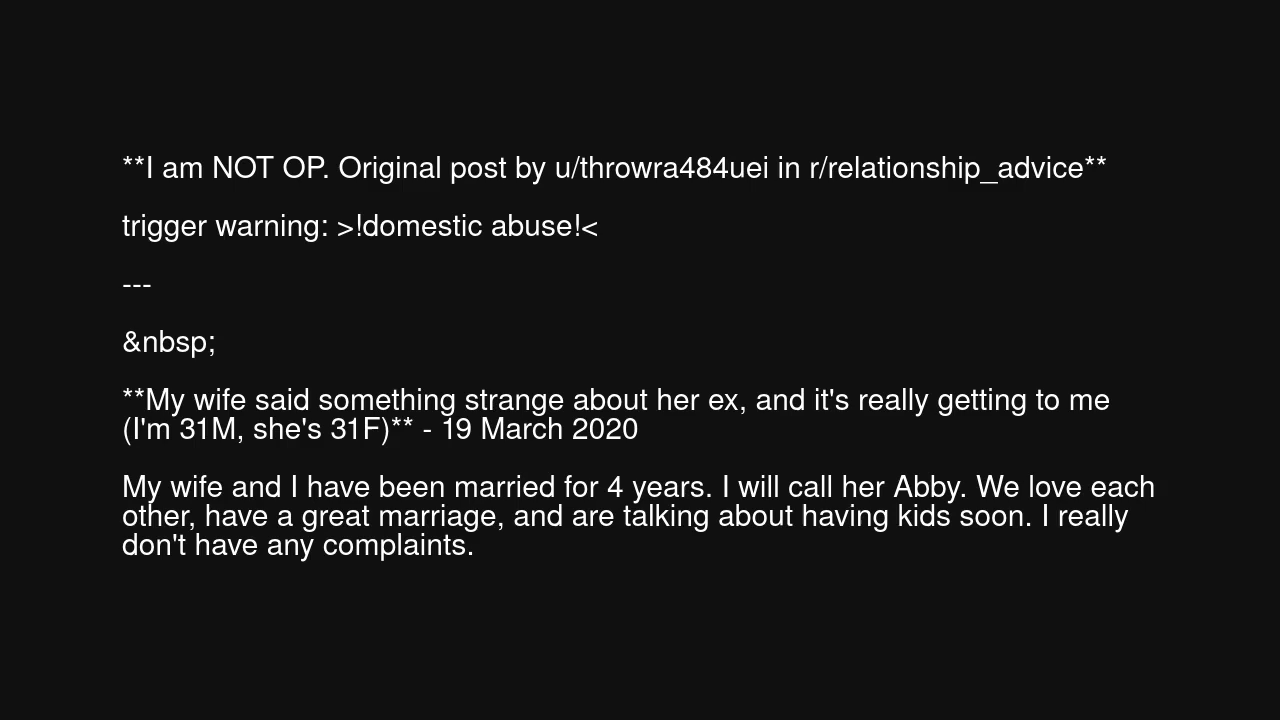 **I am NOT OP. Original post by u/throwra484uei in r/relationship_advice**
trigger warning: >!domestic abuse!<
---
&nbsp;
**My wife said something strange about her ex, and it's really getting to me
(I'm 31M, she's 31F)** - 19 March 2020
My wife and I have been married for 4 years. I will call her Abby. We love each
other, have a great marriage, and are talking about having kids soon. I really
don't have any complaints.